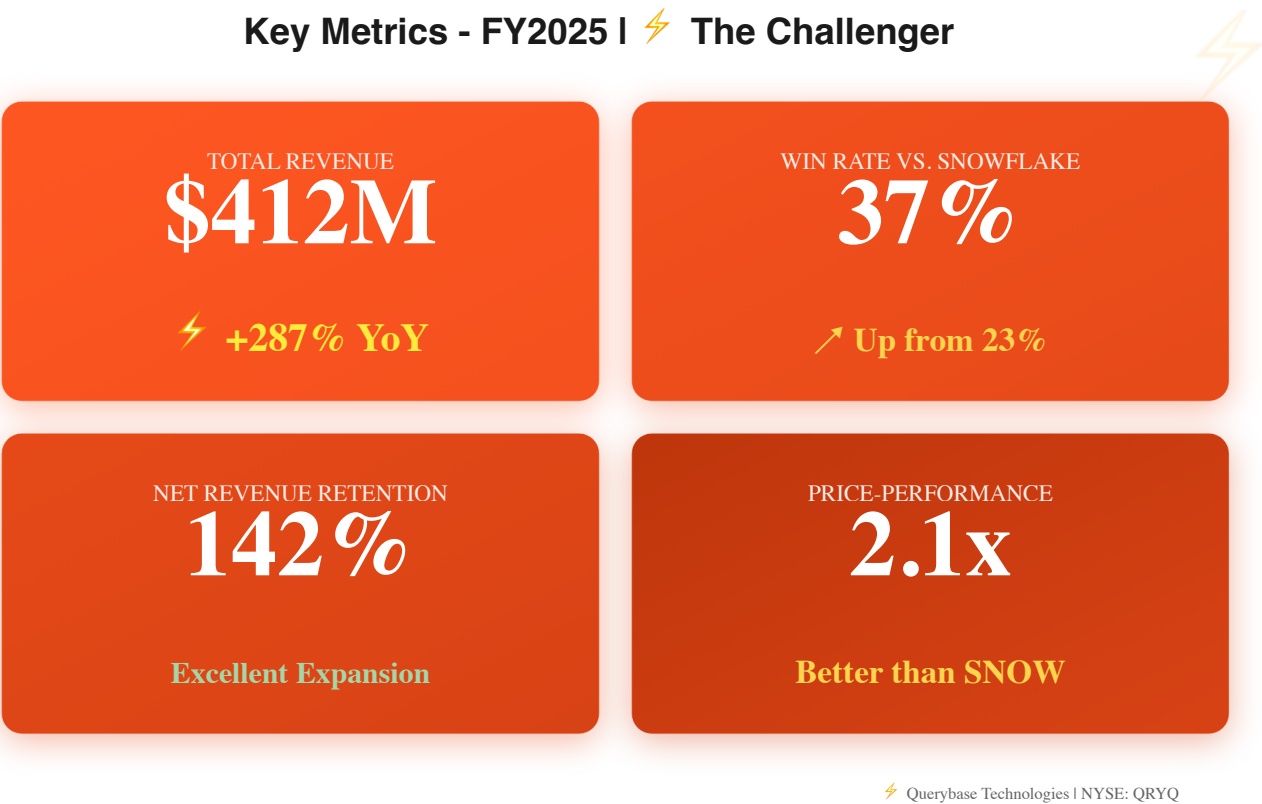 Key Metrics - FY2025 | ⚡ The Challenger
TOTAL REVENUE
$412M
⚡ +287% YoY
WIN RATE VS. SNOWFLAKE
37%
↗ Up from 23%
NET REVENUE RETENTION
142%
Excellent Expansion
PRICE-PERFORMANCE
2.1x
Better than SNOW
⚡ Querybase Technologies | NYSE: QRYQ